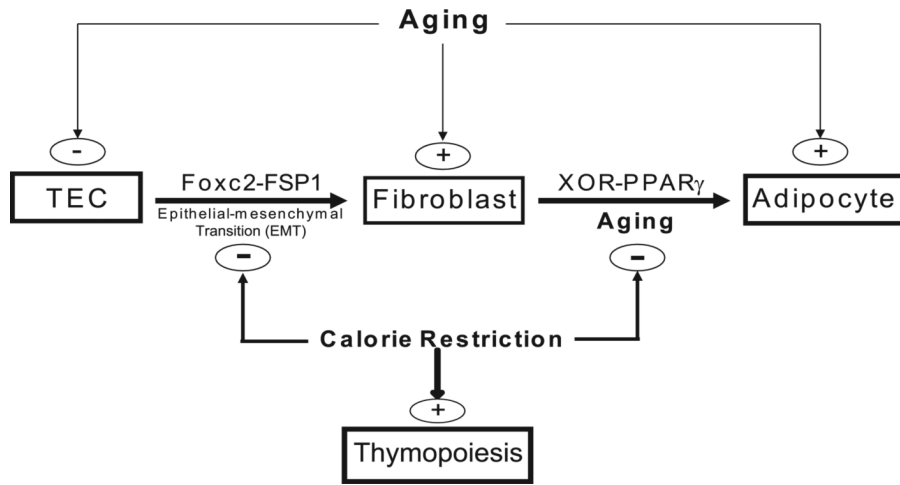 Aging
-
+
+
TEC
Foxc2-FSP1
Epithelial-mesenchymal
Transition (EMT)
Fibroblast
XOR-PPARγ
Aging
Adipocyte
-
-
Calorie Restriction
+
Thymopoiesis